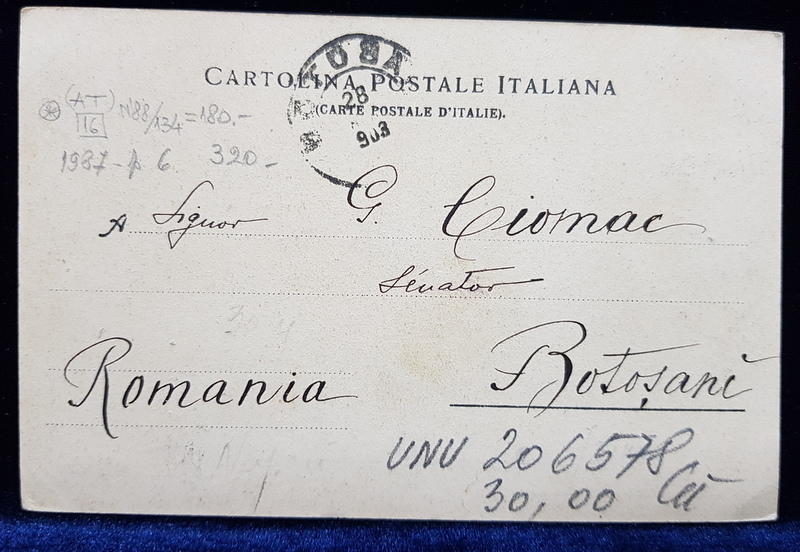 CARTOLINA POSTALE ITALIANA
(CARTE POSTALE D'ITALIE).
28
903
(AT)
16
N88/134=180.-
1937 - p 6 320-
A Signor G. Ciomac
Sénator
Romania Botoșani
UNU 206578
30,00